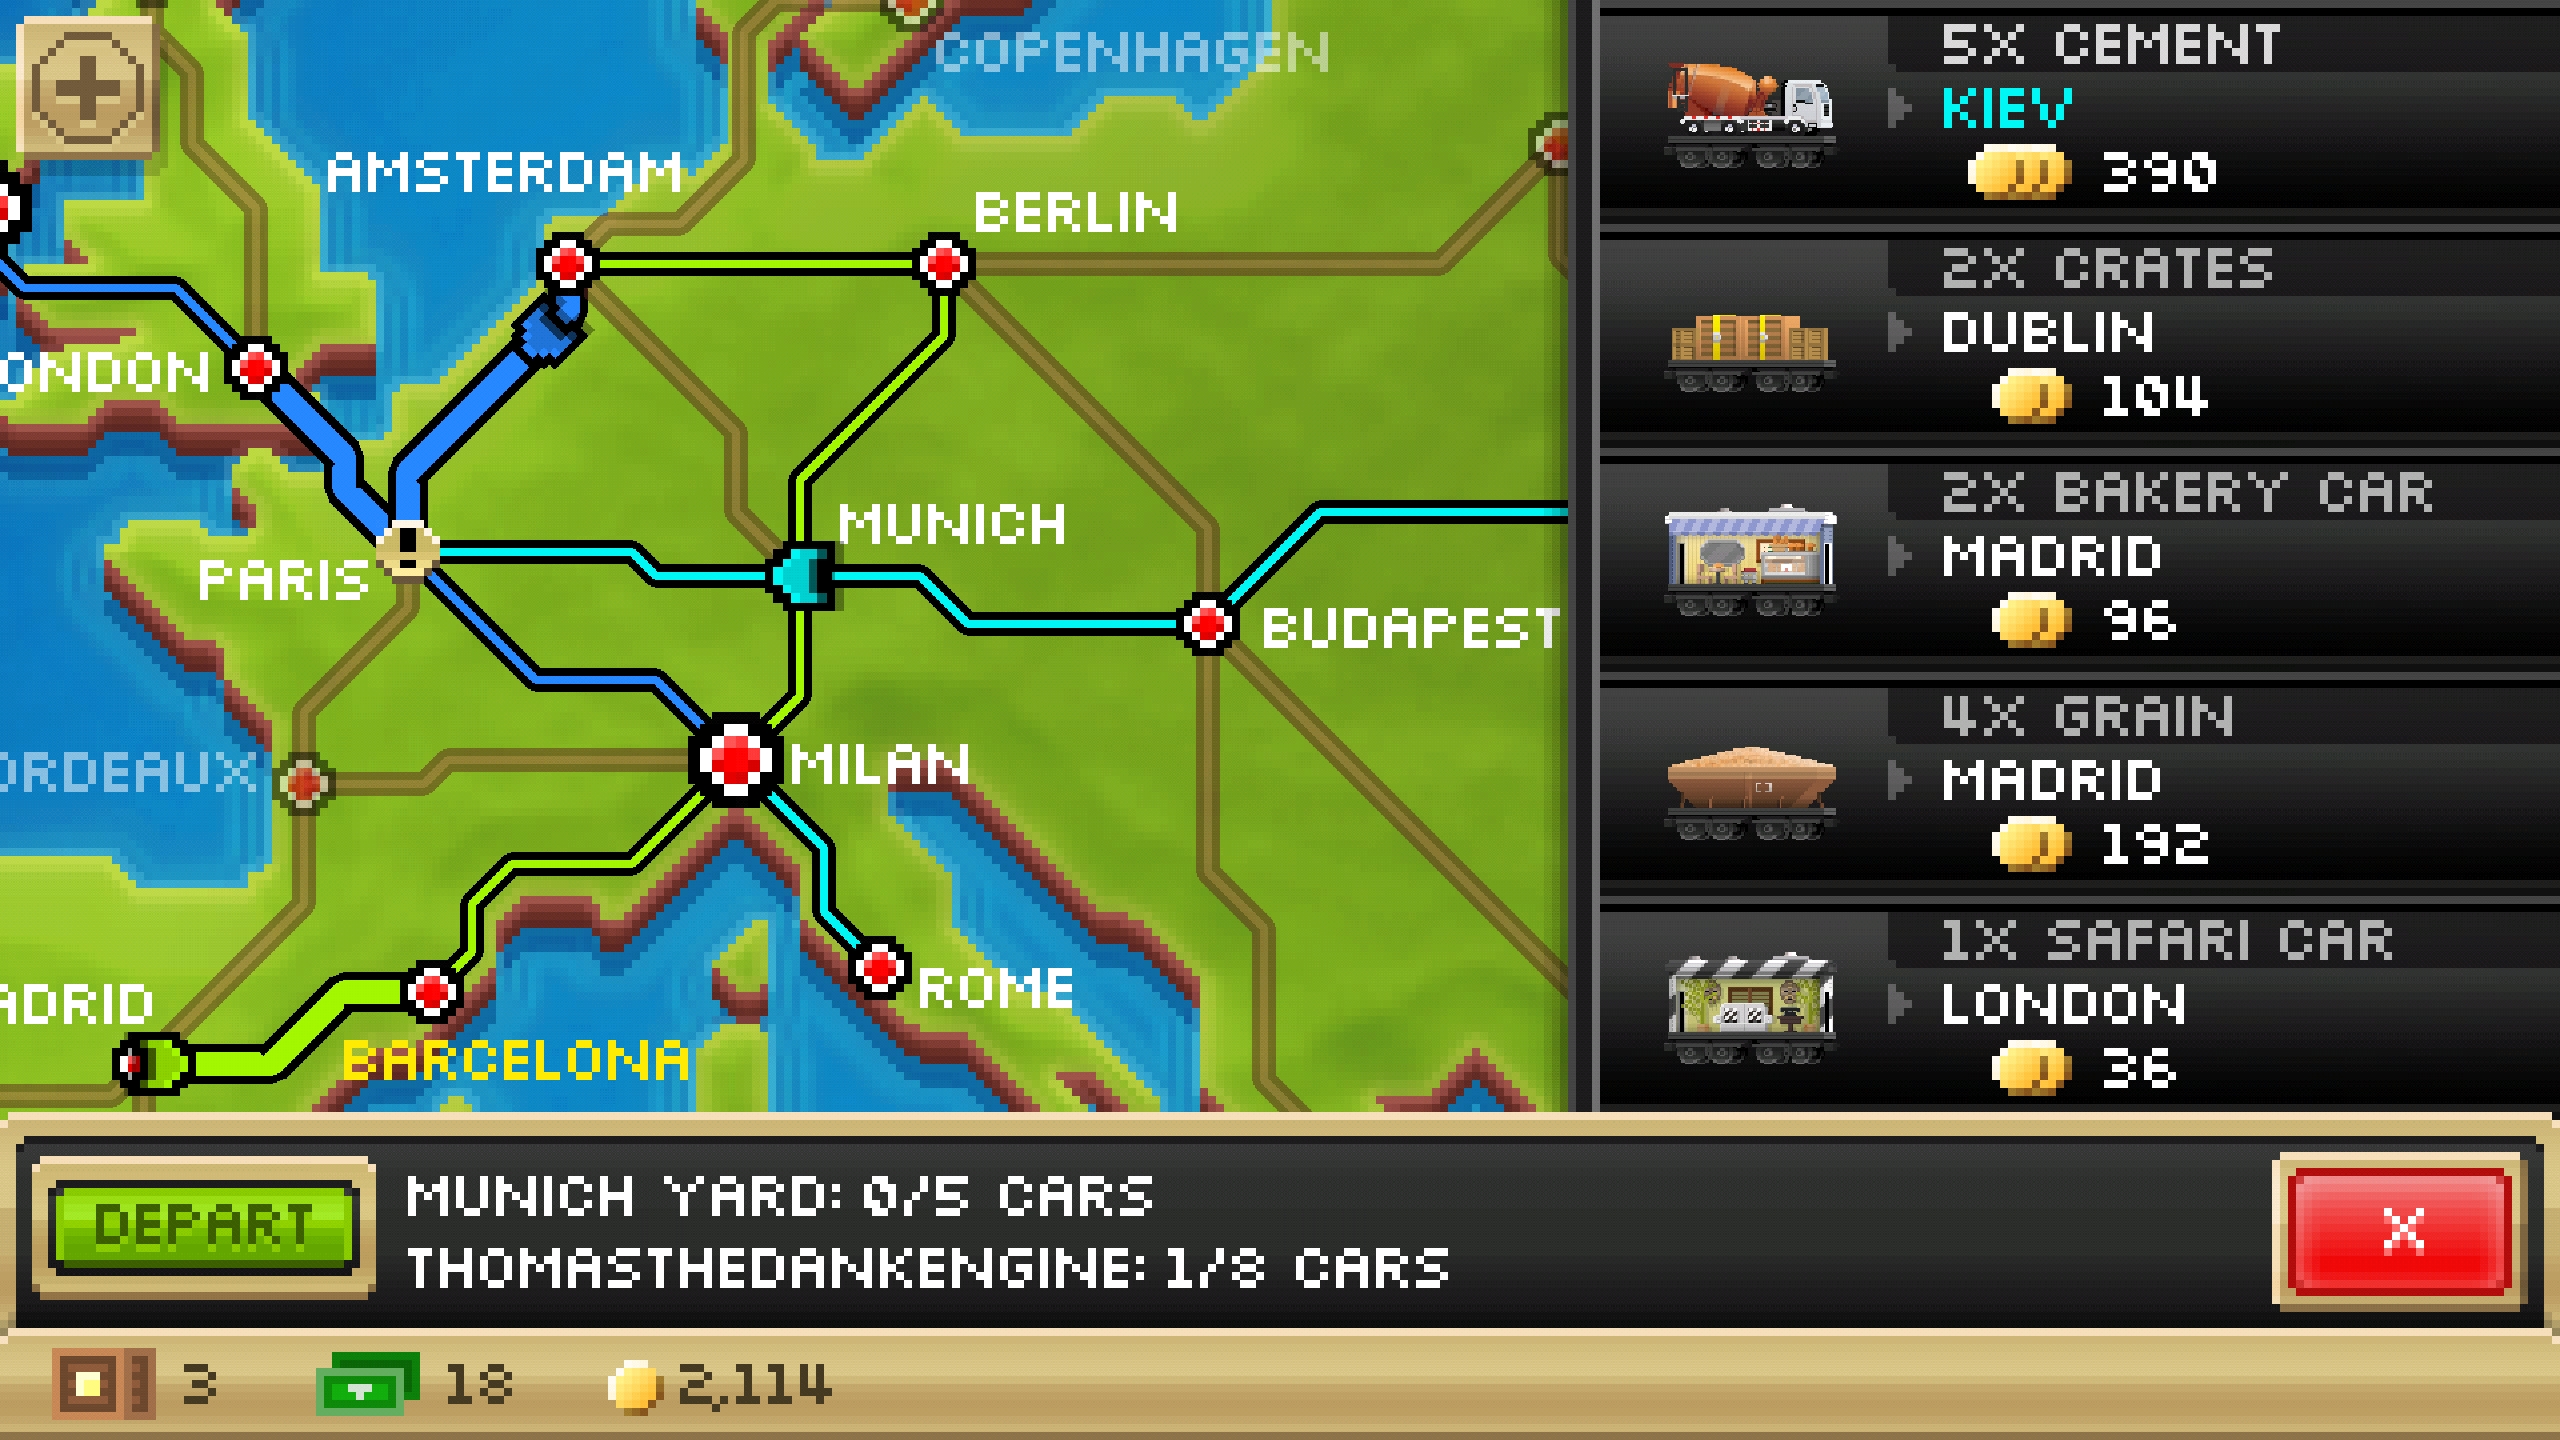 COPENHAGEN
AMSTERDAM
BERLIN
ONDON
MUNICH
PARIS
BUDAPEST
MILAN
ORDEAUX
ROME
ADRID
BARCELONA
5X CEMENT
KIEV
390
2X CRATES
DUBLIN
104
2X BAKERY CAR
MADRID
96
4X GRAIN
MADRID
192
1X SAFARI CAR
LONDON
36
DEPART
MUNICH YARD: 0/5 CARS
THOMASTHEDANKENGINE: 1/8 CARS
X
3
18
2,114